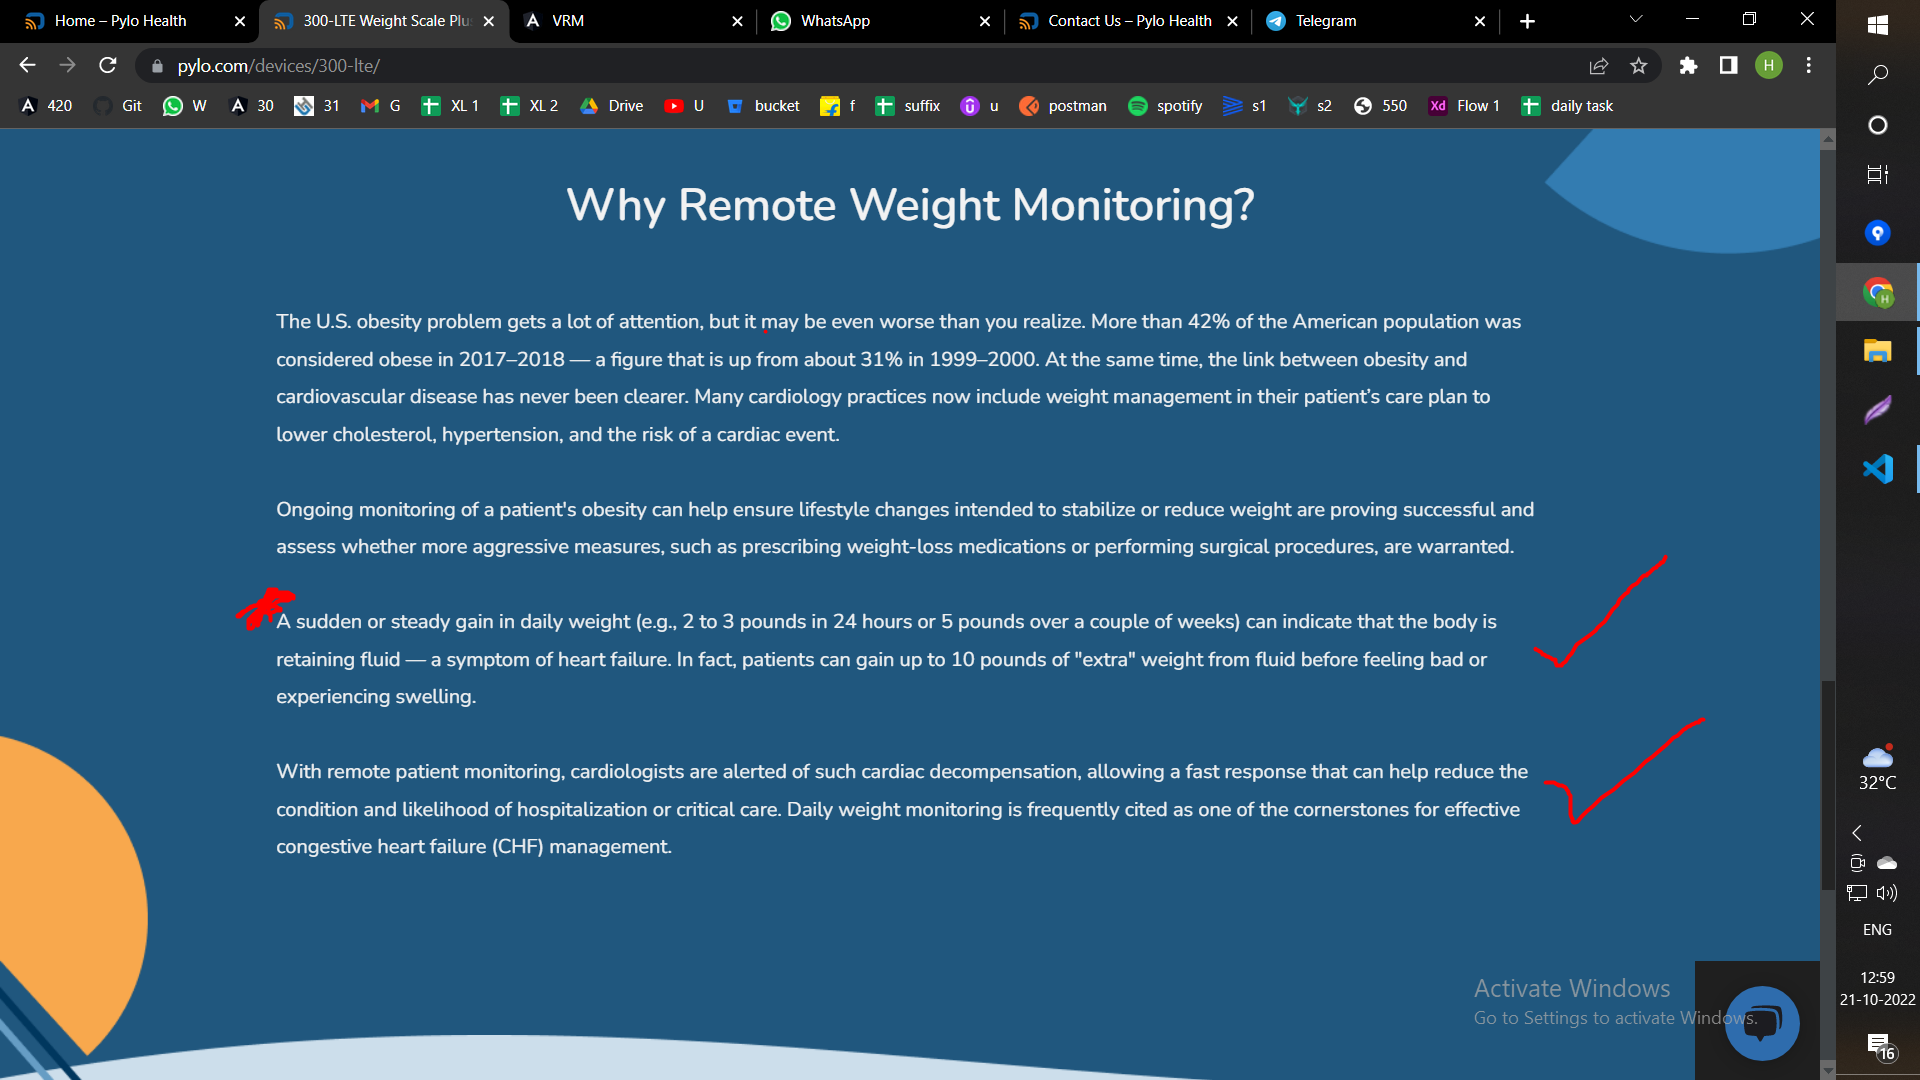 Home – Pylo Health
300-LTE Weight Scale Plu
VRM
WhatsApp
Contact Us – Pylo Health
Telegram
pylo.com/devices/300-lte/
H
420
Git
W
30
31
G
XL 1
XL 2
Drive
U
bucket
f
suffix
u
postman
spotify
s1
s2
550
Xd
Flow 1
daily task
Why Remote Weight Monitoring?
The U.S. obesity problem gets a lot of attention, but it may be even worse than you realize. More than 42% of the American population was
considered obese in 2017–2018 — a figure that is up from about 31% in 1999–2000. At the same time, the link between obesity and
cardiovascular disease has never been clearer. Many cardiology practices now include weight management in their patient’s care plan to
lower cholesterol, hypertension, and the risk of a cardiac event.
Ongoing monitoring of a patient's obesity can help ensure lifestyle changes intended to stabilize or reduce weight are proving successful and
assess whether more aggressive measures, such as prescribing weight-loss medications or performing surgical procedures, are warranted.
A sudden or steady gain in daily weight (e.g., 2 to 3 pounds in 24 hours or 5 pounds over a couple of weeks) can indicate that the body is
retaining fluid — a symptom of heart failure. In fact, patients can gain up to 10 pounds of "extra" weight from fluid before feeling bad or
experiencing swelling.
With remote patient monitoring, cardiologists are alerted of such cardiac decompensation, allowing a fast response that can help reduce the
condition and likelihood of hospitalization or critical care. Daily weight monitoring is frequently cited as one of the cornerstones for effective
congestive heart failure (CHF) management.
Activate Windows
Go to Settings to activate Windows.
H
32°C
ENG
12:59
21-10-2022
16